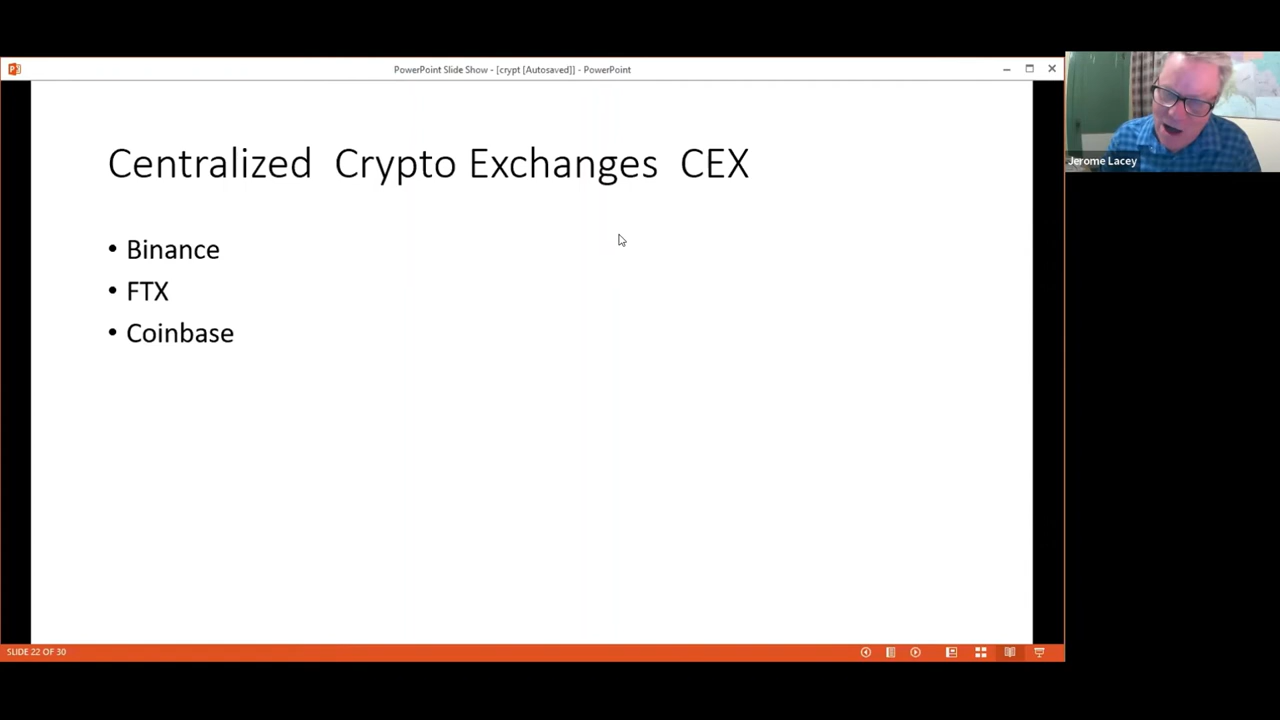 PowerPoint Slide Show - [crypt [Autosaved]] - PowerPoint
Jerome Lacey
Centralized Crypto Exchanges CEX
• Binance
• FTX
• Coinbase
SLIDE 22 OF 30